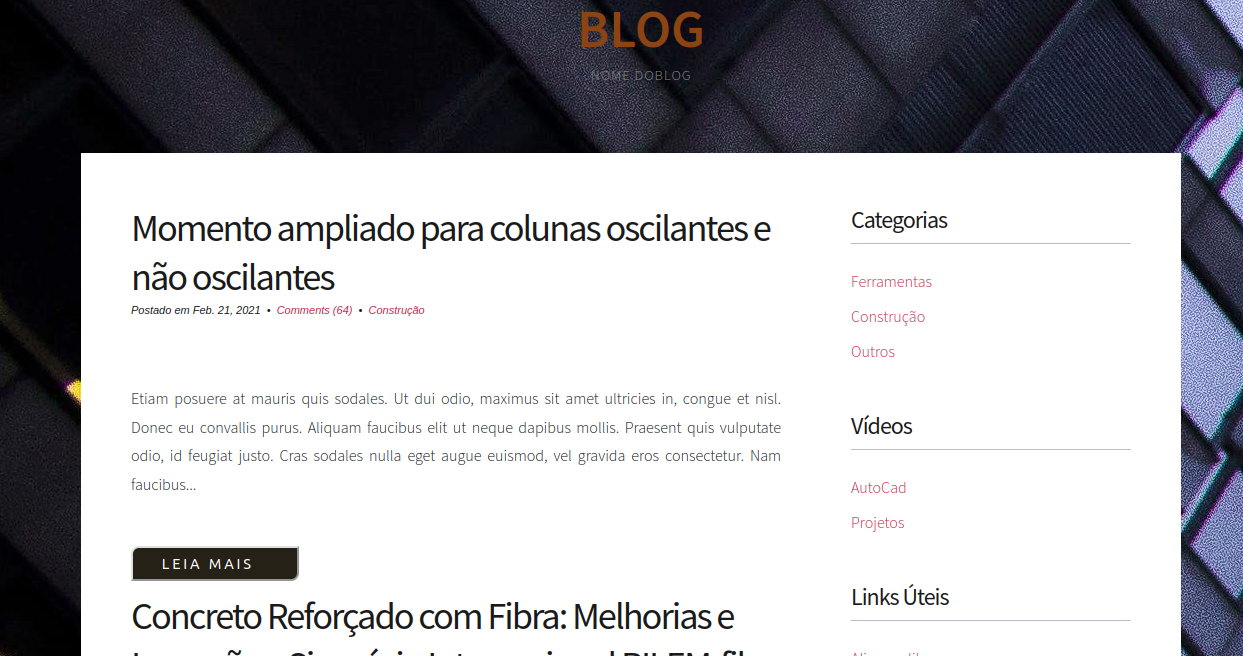 BLOG
NOME DOBLOG
Momento ampliado para colunas oscilantes e
não oscilantes
Postado em Feb. 21, 2021 • Comments (64) • Construção
Etiam posuere at mauris quis sodales. Ut dui odio, maximus sit amet ultricies in, congue et nisl.
Donec eu convallis purus. Aliquam faucibus elit ut neque dapibus mollis. Praesent quis vulputate
odio, id feugiat justo. Cras sodales nulla eget augue euismod, vel gravida eros consectetur. Nam
faucibus...
LEIA MAIS
Concreto Reforçado com Fibra: Melhorias e
Categorias
Ferramentas
Construção
Outros
Vídeos
AutoCad
Projetos
Links Úteis